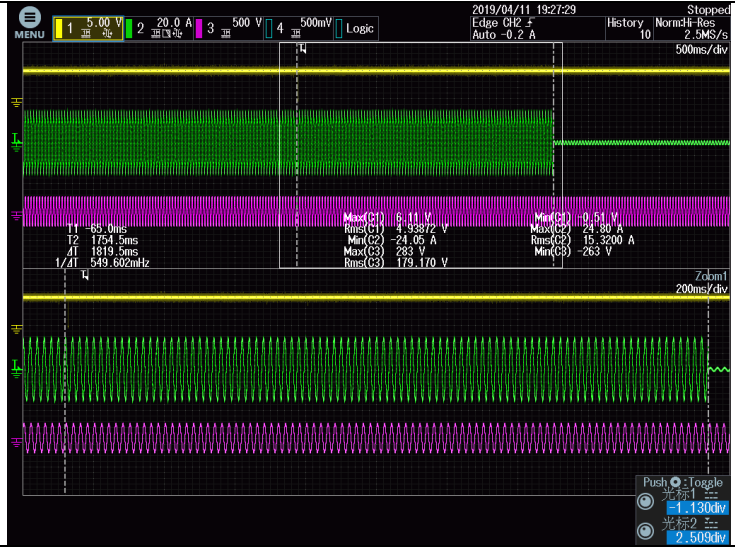 2019/04/11 19:27:29 Stopped
MENU 1 5.00 V 2 20.0 A 3 500 V 4 500mV Logic
Edge CH2 History Norm:Hi-Res
Auto -0.2 A 10 2.5MS/s
500ms/div
T1 -65.0ms
T2 1754.5ms
ΔT 1819.5ms
1/ΔT 549.602mHz
Max(C1) 6.11 V Min(C1) -0.51 V
Rms(C1) 4.93872 V Max(C2) 24.80 A
Min(C2) -24.05 A Rms(C2) 15.3200 A
Max(C3) 283 V Min(C3) -263 V
Rms(C3) 179.170 V
Zoom1
200ms/div
Push :Toggle
光标1
-1.130div
光标2
2.509div